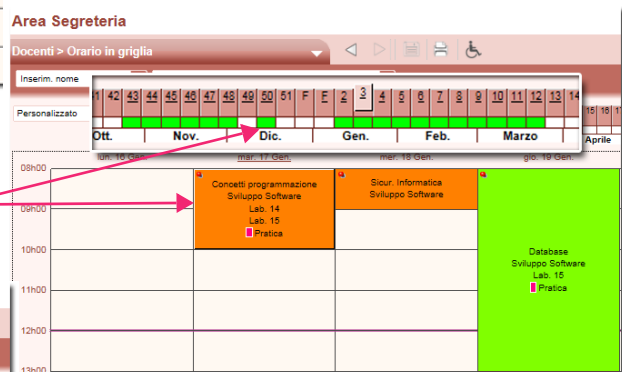 Area Segreteria
Docenti > Orario in griglia
Inserim. nome
Personalizzato
42 43 44 45 46 47 48 49 50 51 F F 2 3 4 5 6 7 8 9 10 11 12 13 14
15 16
Ott. Nov. Dic. Gen. Feb. Marzo
Aprile
lun. 16 Gen. mar. 17 Gen. mer. 18 Gen. gio. 19 Gen.
08h00
Concetti programmazione
Sviluppo Software
Lab. 14
Lab. 15
Pratica
Sicur. Informatica
Sviluppo Software
09h00
10h00
Database
Sviluppo Software
Lab. 15
Pratica
11h00
12h00
13h00